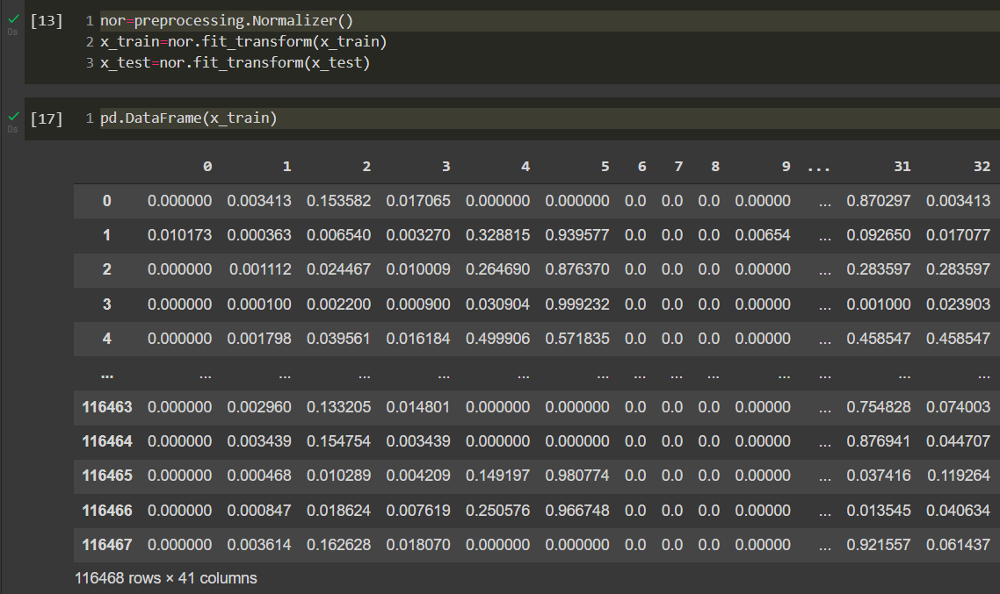 [13] 1 nor=preprocessing.Normalizer()
2 x_train=nor.fit_transform(x_train)
3 x_test=nor.fit_transform(x_test)
0s
[17] 1 pd.DataFrame(x_train)
0s
0 1 2 3 4 5 6 7 8 9 ... 31 32
0 0.000000 0.003413 0.153582 0.017065 0.000000 0.000000 0.0 0.0 0.0 0.00000 ... 0.870297 0.003413
1 0.010173 0.000363 0.006540 0.003270 0.328815 0.939577 0.0 0.0 0.0 0.00654 ... 0.092650 0.017077
2 0.000000 0.001112 0.024467 0.010009 0.264690 0.876370 0.0 0.0 0.0 0.00000 ... 0.283597 0.283597
3 0.000000 0.000100 0.002200 0.000900 0.030904 0.999232 0.0 0.0 0.0 0.00000 ... 0.001000 0.023903
4 0.000000 0.001798 0.039561 0.016184 0.499906 0.571835 0.0 0.0 0.0 0.00000 ... 0.458547 0.458547
... ... ... ... ... ... ... ... ... ... ... ... ... ...
116463 0.000000 0.002960 0.133205 0.014801 0.000000 0.000000 0.0 0.0 0.0 0.00000 ... 0.754828 0.074003
116464 0.000000 0.003439 0.154754 0.003439 0.000000 0.000000 0.0 0.0 0.0 0.00000 ... 0.876941 0.044707
116465 0.000000 0.000468 0.010289 0.004209 0.149197 0.980774 0.0 0.0 0.0 0.00000 ... 0.037416 0.119264
116466 0.000000 0.000847 0.018624 0.007619 0.250576 0.966748 0.0 0.0 0.0 0.00000 ... 0.013545 0.040634
116467 0.000000 0.003614 0.162628 0.018070 0.000000 0.000000 0.0 0.0 0.0 0.00000 ... 0.921557 0.061437
116468 rows × 41 columns